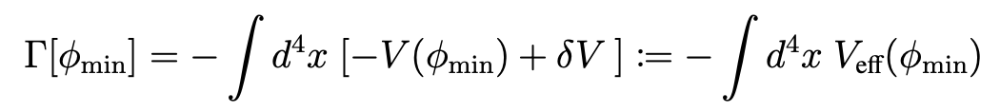 Γ[ϕ_min] = − ∫ d⁴x [−V(ϕ_min) + δV ] := − ∫ d⁴x V_eff(ϕ_min)